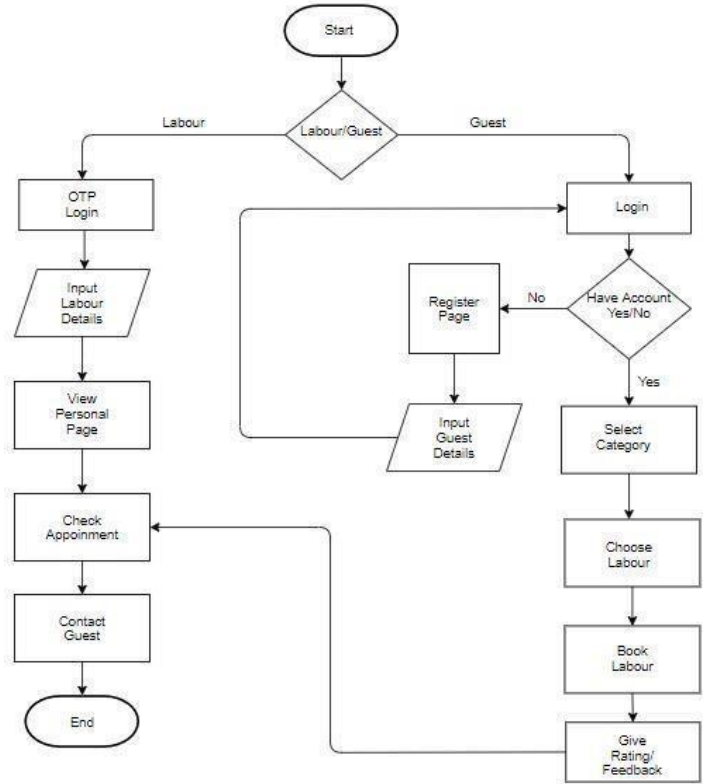 Start
Labour
Labour/Guest
Guest
OTP
Login
Login
Input
Labour
Details
Register
Page
No
Have Account
Yes/No
Yes
View
Personal
Page
Input
Guest
Details
Select
Category
Check
Appoinment
Choose
Labour
Contact
Guest
Book
Labour
End
Give
Rating/
Feedback